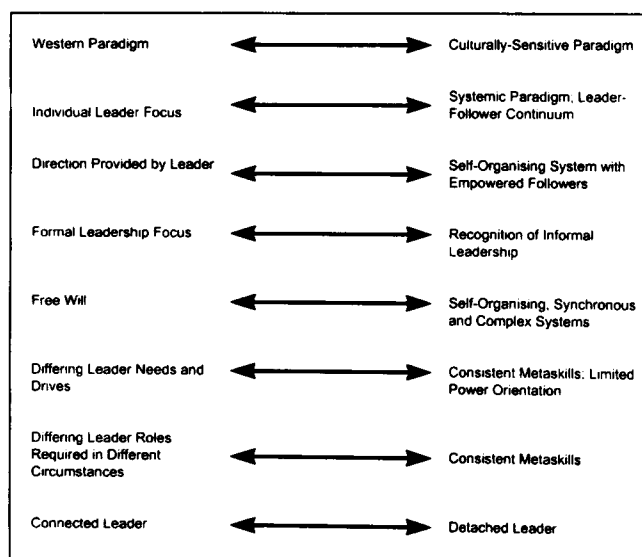 Western Paradigm
Culturally-Sensitive Paradigm
Individual Leader Focus
Systemic Paradigm; Leader-
Follower Continuum
Direction Provided by Leader
Self-Organising System with
Empowered Followers
Formal Leadership Focus
Recognition of Informal
Leadership
Free Will
Self-Organising, Synchronous
and Complex Systems
Differing Leader Needs and
Drives
Consistent Metaskills; Limited
Power Orientation
Differing Leader Roles
Required in Different
Circumstances
Consistent Metaskills
Connected Leader
Detached Leader